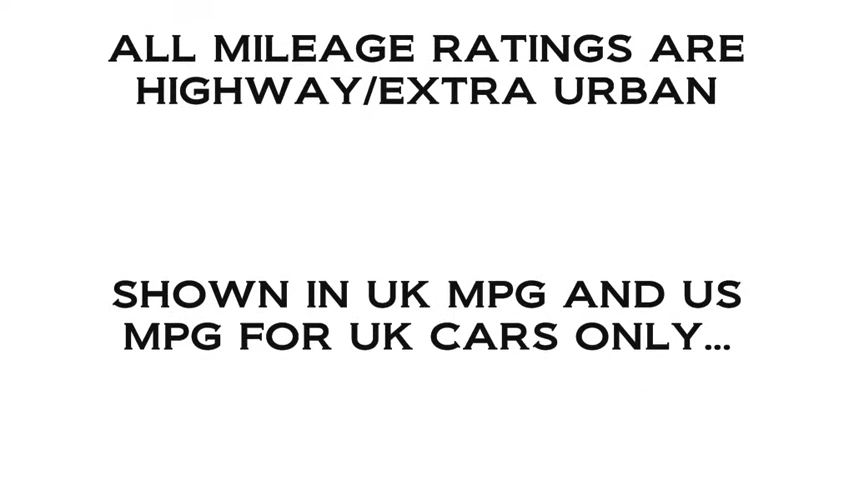 ALL MILEAGE RATINGS ARE
HIGHWAY/EXTRA URBAN
SHOWN IN UK MPG AND US
MPG FOR UK CARS ONLY...